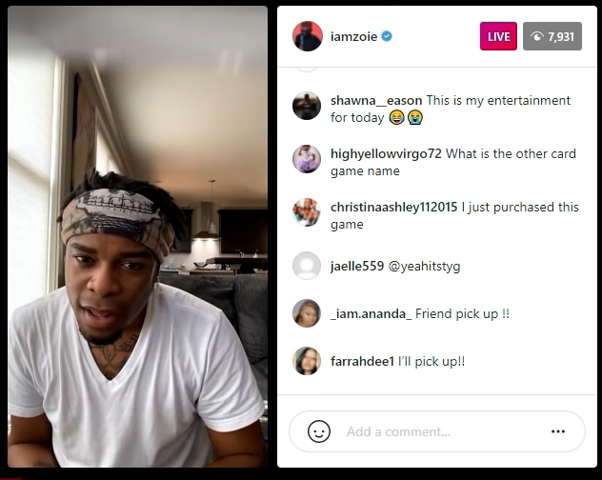 iamzoie
LIVE
7,931
shawna__eason This is my entertainment
for today 😂😭
highyellowvirgo72 What is the other card
game name
christinaashley112015 I just purchased this
game
jaelle559 @yeahitstyg
_iam.ananda_ Friend pick up !!
farrahdee1 I'll pick up!!
Add a comment...